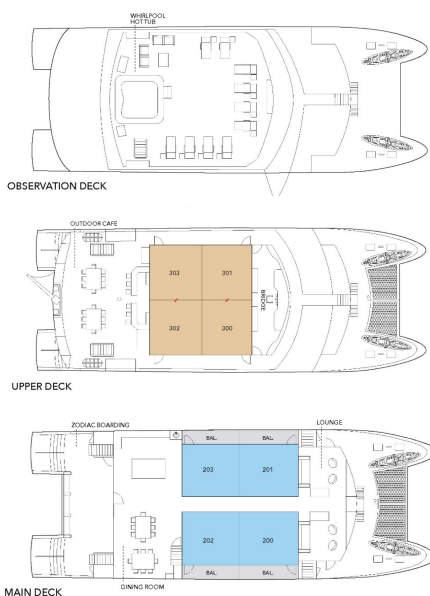 WHIRLPOOL
HOT TUB
OBSERVATION DECK
OUTDOOR CAFÉ
303
301
BRIDGE
302
300
UPPER DECK
ZODIAC BOARDING
LOUNGE
BAL.
BAL.
203
201
202
200
BAL.
BAL.
DINING ROOM
MAIN DECK